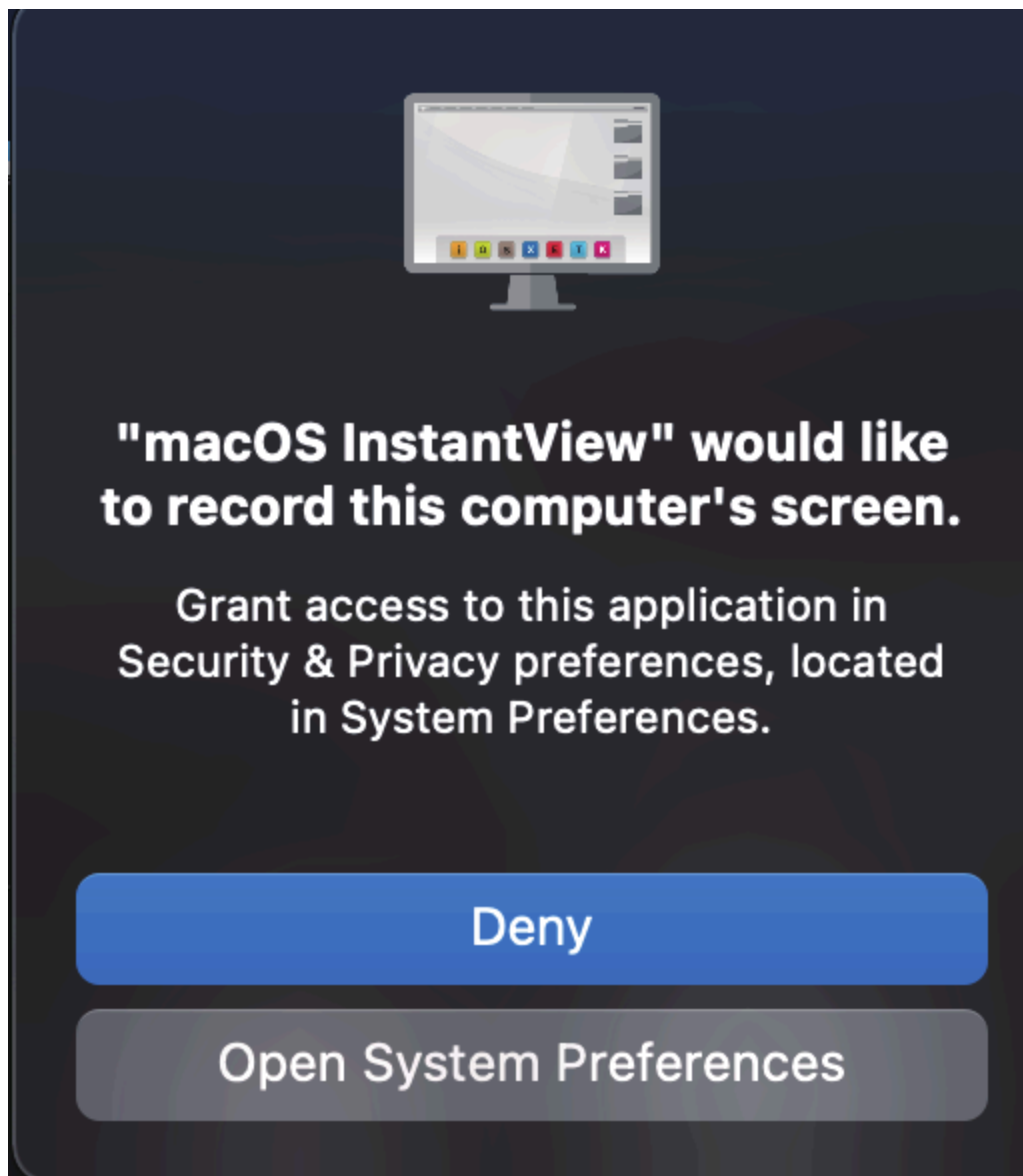 "macOS InstantView" would like
to record this computer's screen.
Grant access to this application in
Security & Privacy preferences, located
in System Preferences.
Deny
Open System Preferences